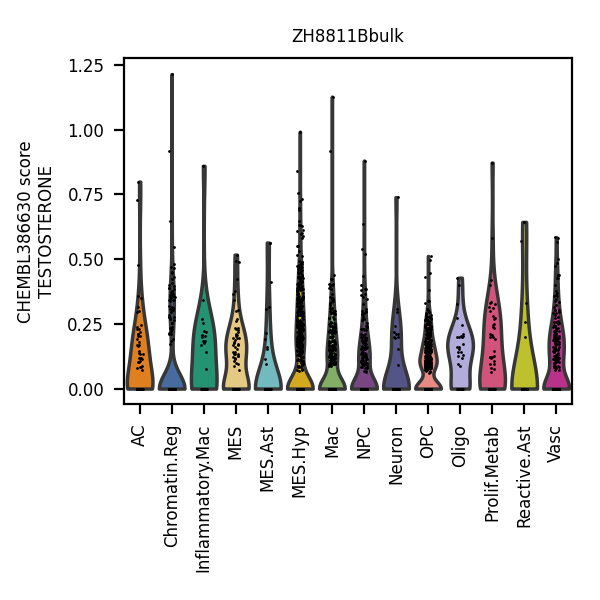 ZH8811Bbulk
CHEMBL386630 score
TESTOSTERONE
1.25
1.00
0.75
0.50
0.25
0.00
AC
Chromatin.Reg
Inflammatory.Mac
MES
MES.Ast
MES.Hyp
Mac
NPC
Neuron
OPC
Oligo
Prolif.Metab
Reactive.Ast
Vasc